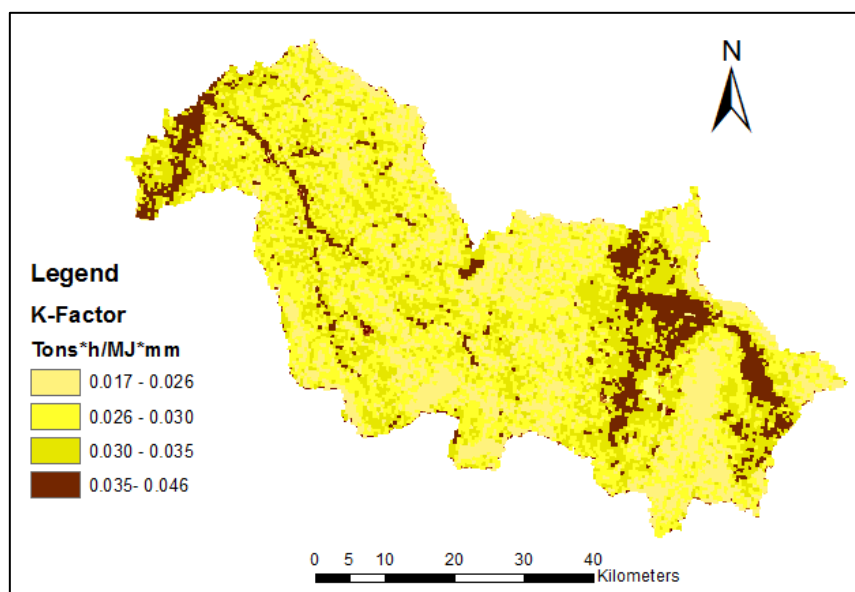 N
Legend
K-Factor
Tons*h/MJ*mm
0.017 - 0.026
0.026 - 0.030
0.030 - 0.035
0.035- 0.046
0 5 10 20 30 40
Kilometers